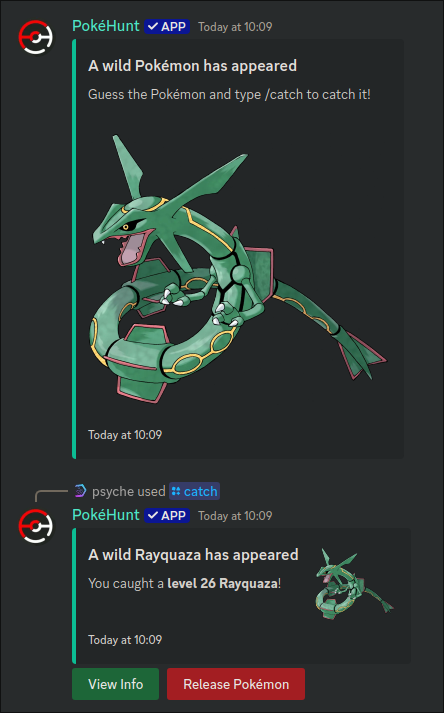 PokéHunt ✓ APP Today at 10:09
A wild Pokémon has appeared
Guess the Pokémon and type /catch to catch it!
Today at 10:09
psyche used catch
PokéHunt ✓ APP Today at 10:09
A wild Rayquaza has appeared
You caught a level 26 Rayquaza!
Today at 10:09
View Info
Release Pokémon